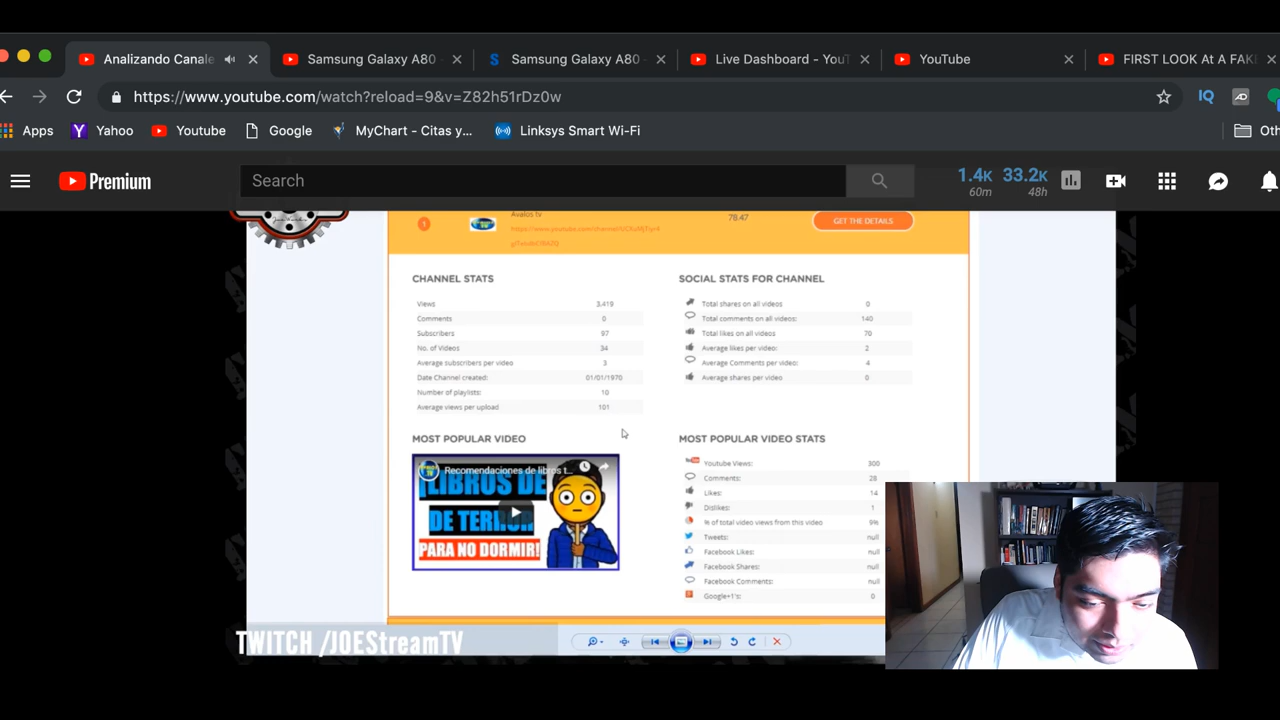 Analizando Canale
Samsung Galaxy A80
Samsung Galaxy A80
Live Dashboard - YouT
YouTube
FIRST LOOK At A FAKE
https://www.youtube.com/watch?reload=9&v=Z82h51rDz0w
IQ
Apps
Yahoo
Youtube
Google
MyChart - Citas y...
Linksys Smart Wi-Fi
Oth
Premium
Search
1.4K
60m
33.2K
48h
1
Avalos tv
78.47
GET THE DETAILS
CHANNEL STATS
Views 3,419
Comments 0
Subscribers 97
No. of Videos 34
Average subscribers per video 3
Date Channel created: 01/01/1970
Number of playlists: 10
Average views per upload 101
SOCIAL STATS FOR CHANNEL
Total shares on all videos 0
Total comments on all videos: 140
Total likes on all videos 70
Average likes per video: 2
Average Comments per video: 4
Average shares per video 0
MOST POPULAR VIDEO
Recomendaciones de libros t...
¡LIBROS DE
DE TERROR
PARA NO DORMIR!
MOST POPULAR VIDEO STATS
Youtube Views: 300
Comments: 28
Likes: 14
Dislikes: 1
% of total video views from this video 9%
Tweets: null
Facebook Likes: null
Facebook Shares: null
Facebook Comments: null
Google+1's: 0
TWITCH /JOEStreamTV